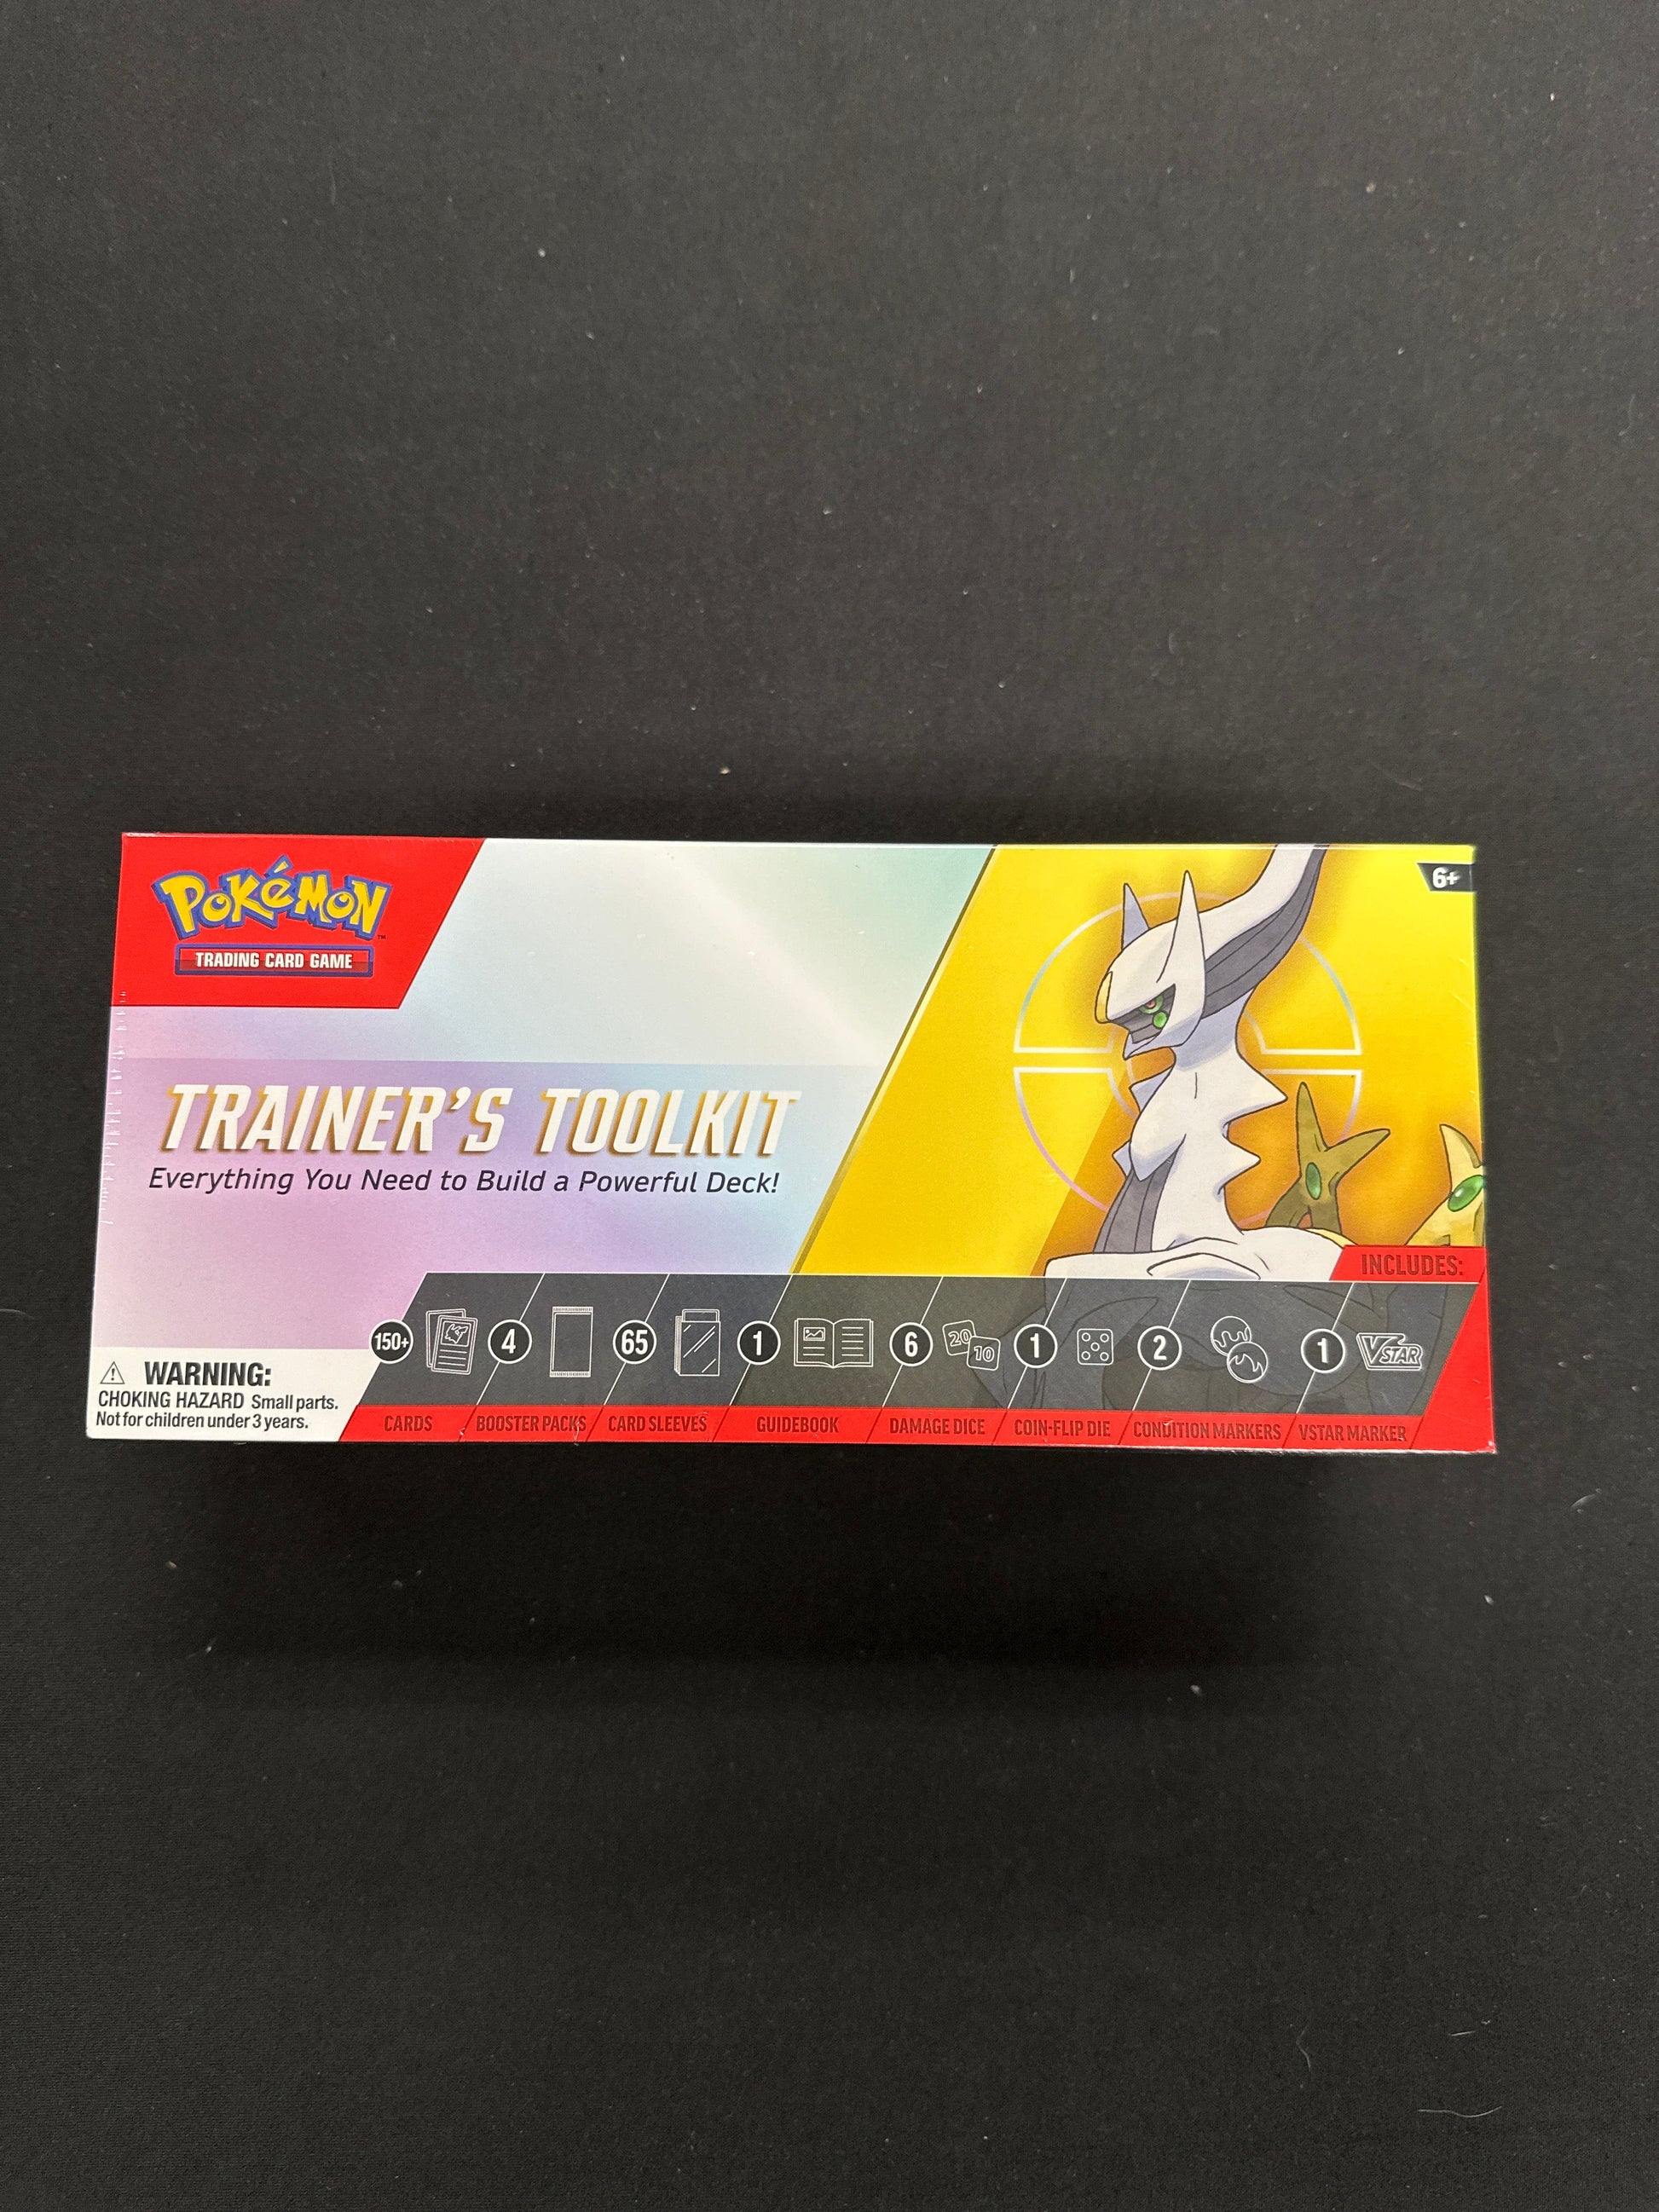 Pokémon™
TRADING CARD GAME
6+
TRAINER'S TOOLKIT
Everything You Need to Build a Powerful Deck!
INCLUDES:
150+ 4 65 1 6 20 10 1 2 1 VSTAR
CARDS BOOSTER PACKS CARD SLEEVES GUIDEBOOK DAMAGE DICE COIN-FLIP DIE CONDITION MARKERS VSTAR MARKER
WARNING:
CHOKING HAZARD Small parts.
Not for children under 3 years.